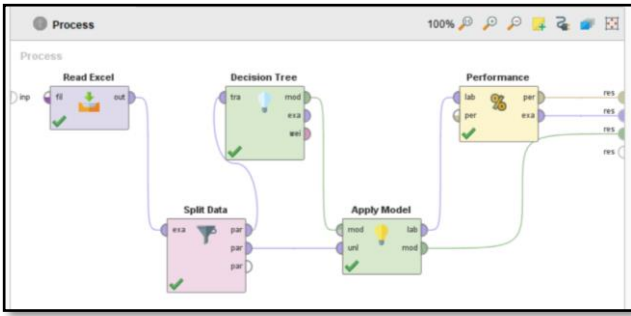 Process
100%
Process
Read Excel
Decision Tree
Performance
inp
fil
out
tra
mod
exa
wei
lab
per
per
exa
res
res
res
res
Split Data
Apply Model
exa
par
par
par
mod
lab
unl
mod